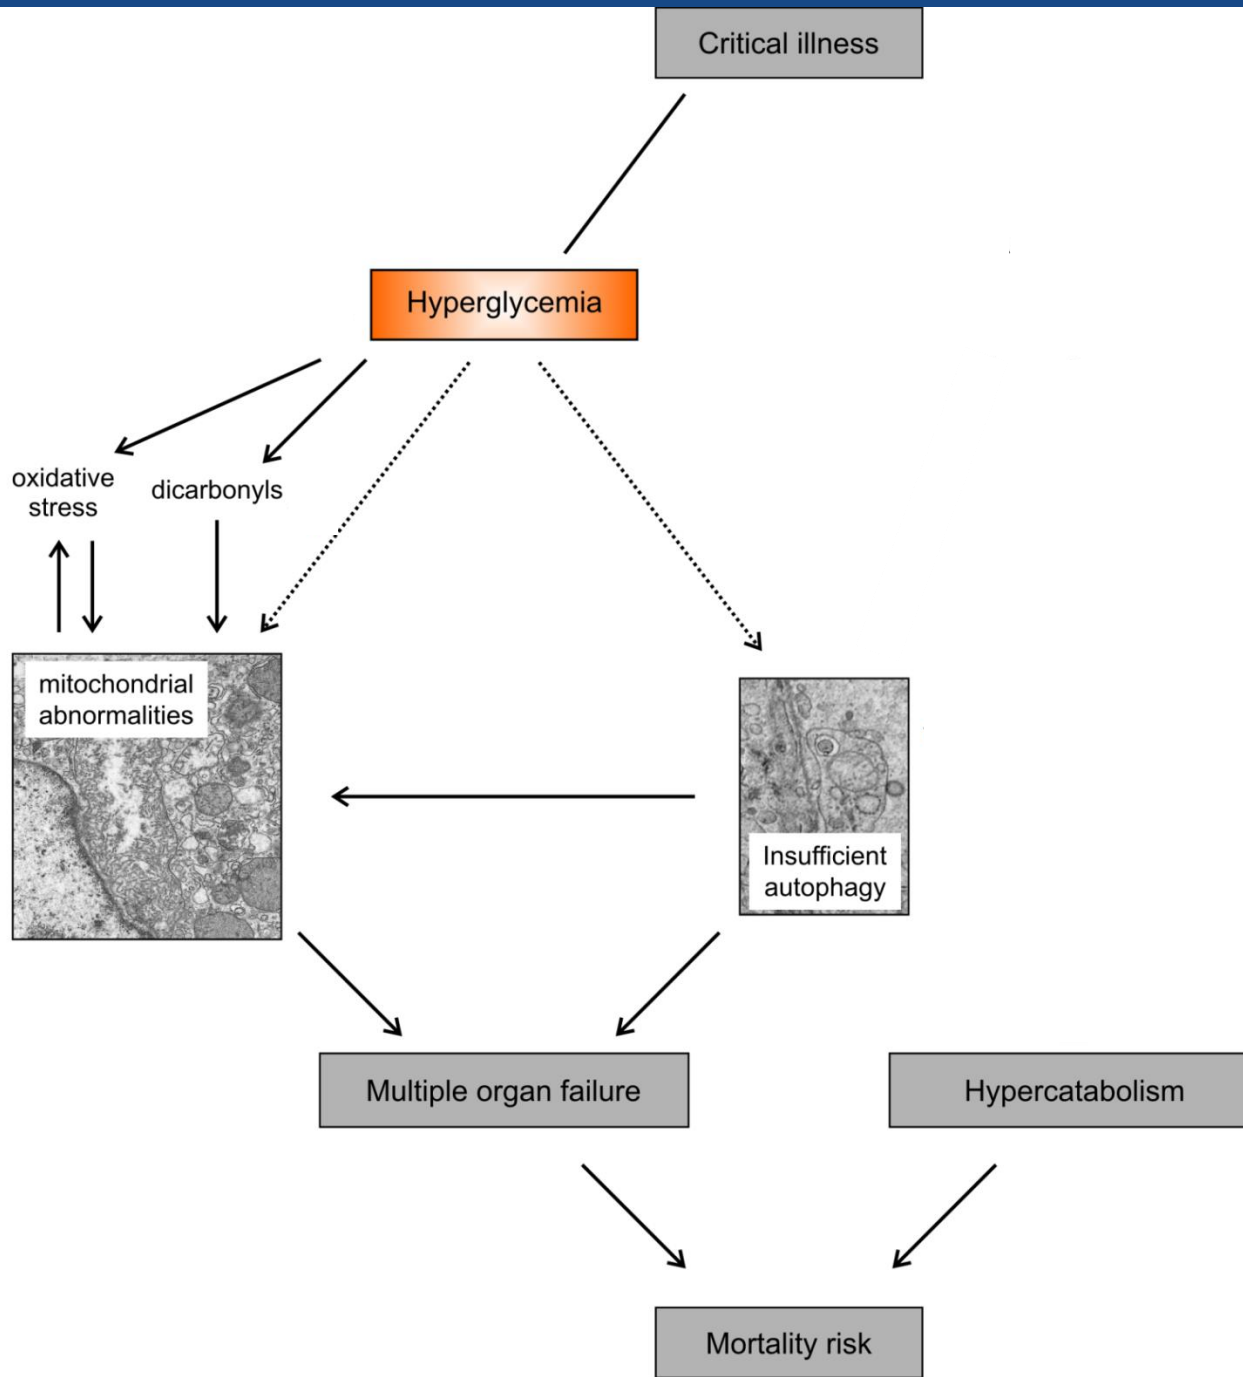 Critical illness
Hyperglycemia
oxidative
stress
dicarbonyls
mitochondrial
abnormalities
Insufficient
autophagy
Multiple organ failure
Hypercatabolism
Mortality risk